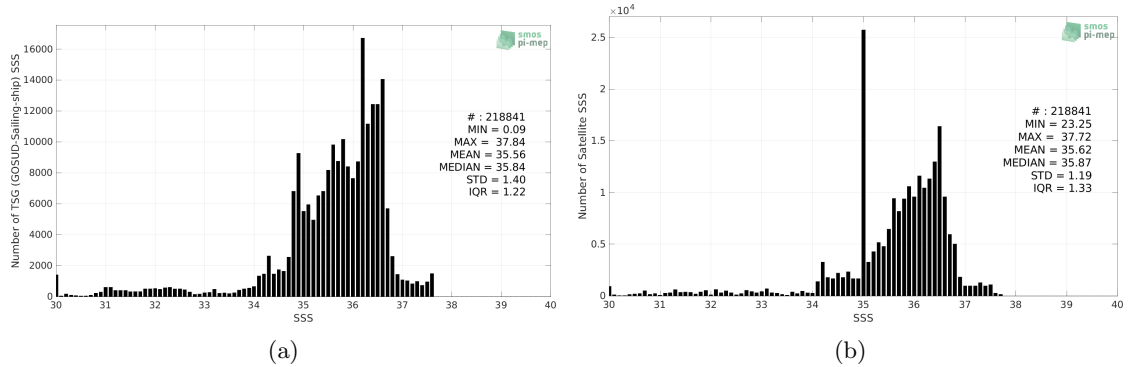 smos
pi-mep
Number of TSG (GOSUD-Sailing-ship) SSS
16000
14000
12000
10000
8000
6000
4000
2000
0
# : 218841
MIN = 0.09
MAX = 37.84
MEAN = 35.56
MEDIAN = 35.84
STD = 1.40
IQR = 1.22
30 31 32 33 34 35 36 37 38 39 40
SSS
(a)
×10⁴
smos
pi-mep
Number of Satellite SSS
2.5
2
1.5
1
0.5
0
# : 218841
MIN = 23.25
MAX = 37.72
MEAN = 35.62
MEDIAN = 35.87
STD = 1.19
IQR = 1.33
30 31 32 33 34 35 36 37 38 39 40
SSS
(b)